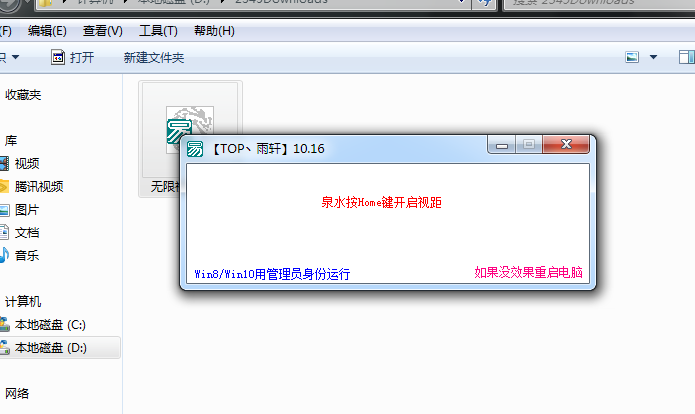 计算机 ▸ 本地磁盘 (D:) ▸ 2345Downloads
搜索 2345Downloads
(F) 编辑(E) 查看(V) 工具(T) 帮助(H)
打开 新建文件夹
收藏夹
库
视频
腾讯视频
图片
文档
音乐
计算机
本地磁盘 (C:)
本地磁盘 (D:)
网络
无限视
【TOP丶雨轩】10.16
泉水按Home键开启视距
Win8/Win10用管理员身份运行
如果没效果重启电脑